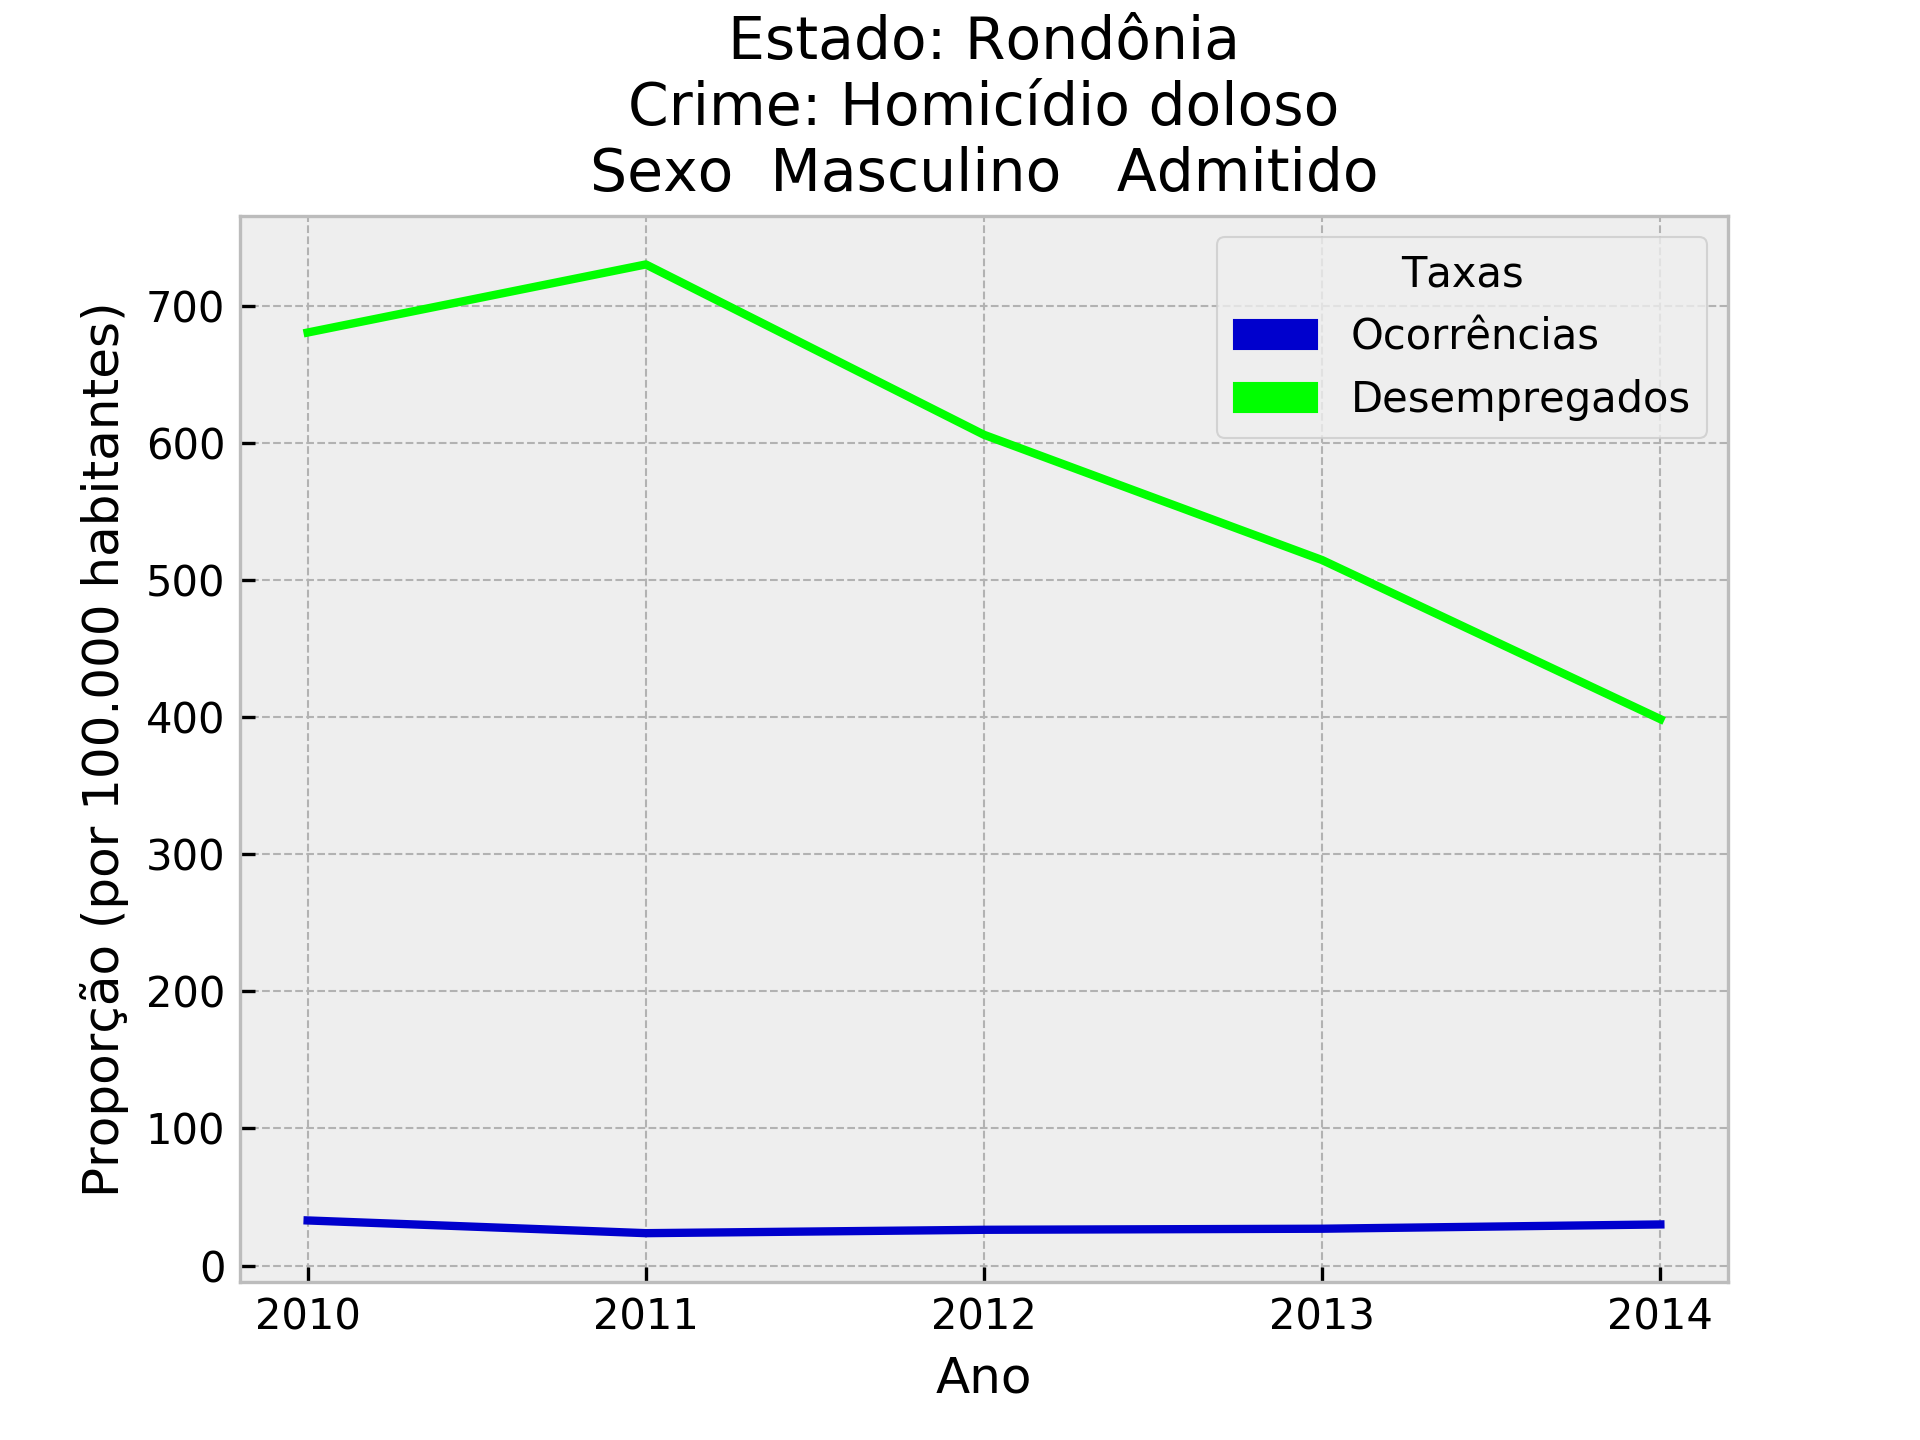 Estado: Rondônia
Crime: Homicídio doloso
Sexo  Masculino   Admitido
Proporção (por 100.000 habitantes)
700
600
500
400
300
200
100
0
Taxas
Ocorrências
Desempregados
2010 2011 2012 2013 2014
Ano